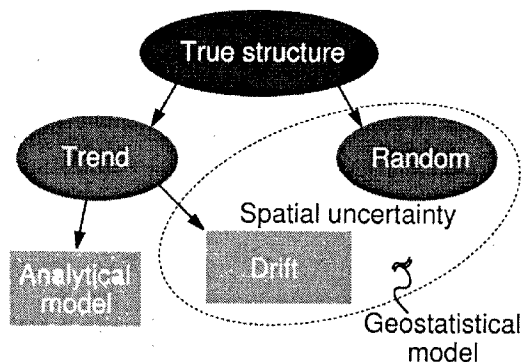 True structure
Trend
Random
Spatial uncertainty
Analytical
model
Drift
Geostatistical
model